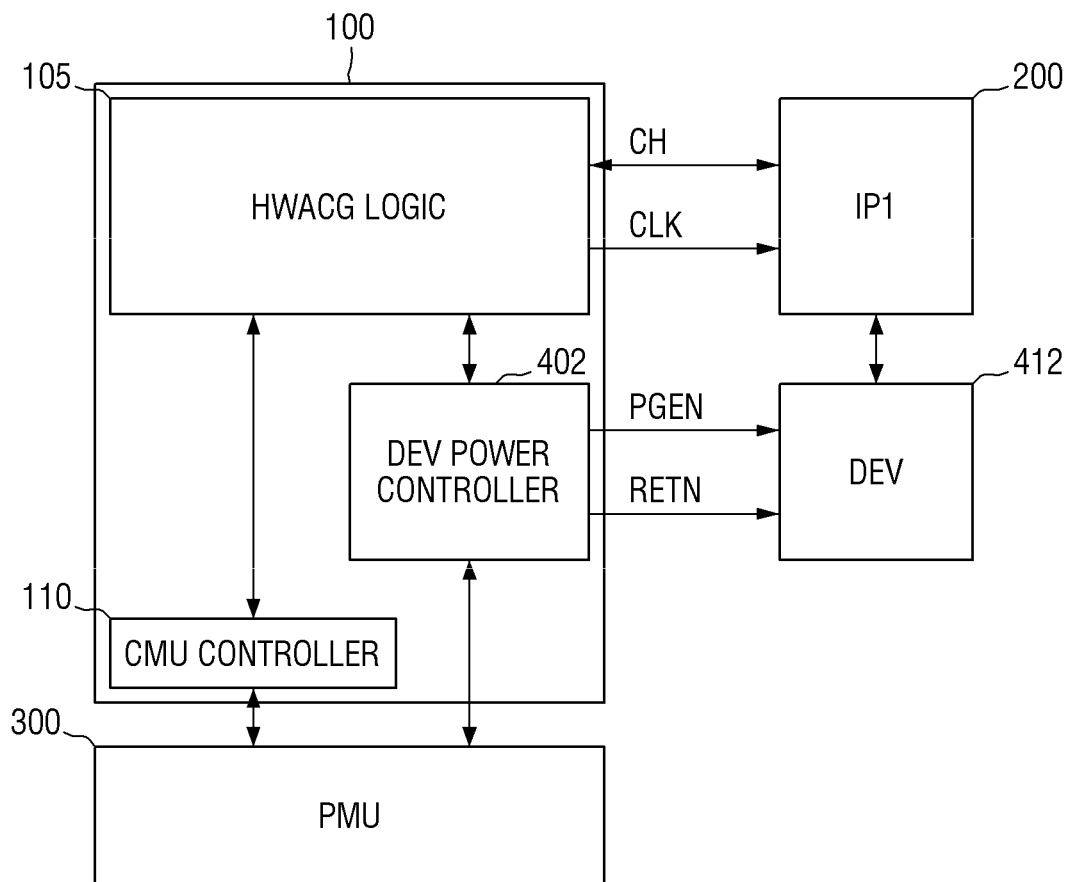 100
105
200
CH
HWACG LOGIC
IP1
CLK
402
412
PGEN
DEV POWER
CONTROLLER
DEV
RETN
110
CMU CONTROLLER
300
PMU